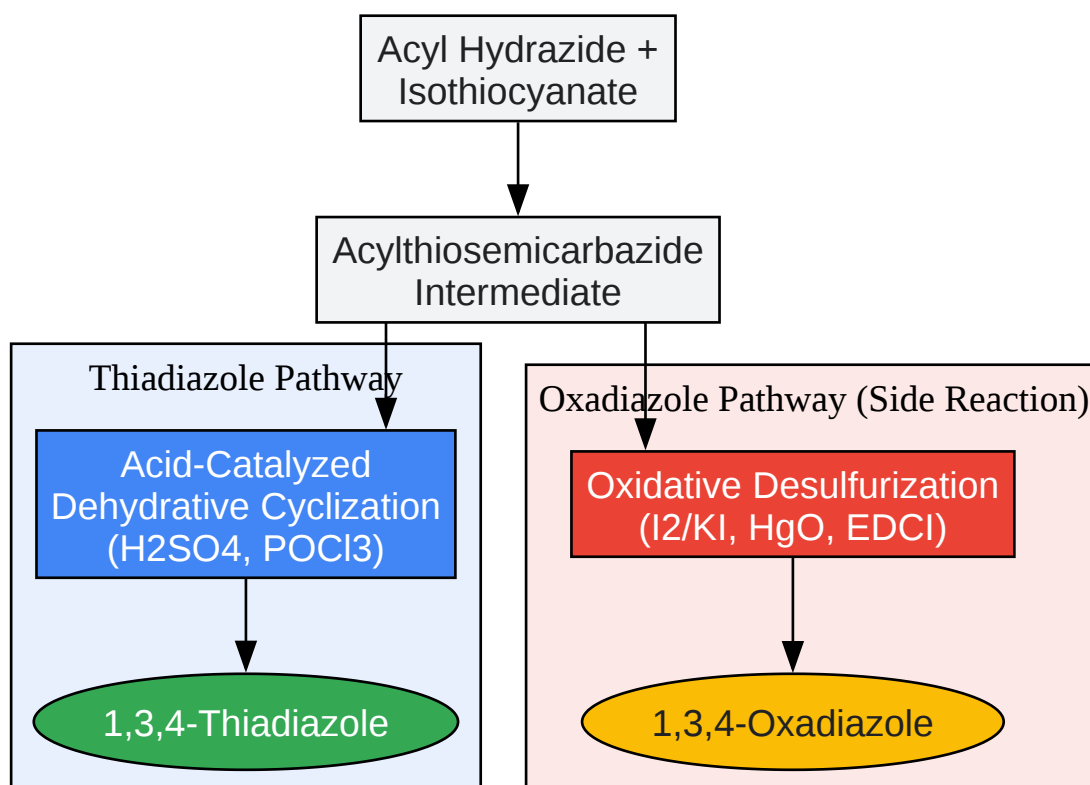 Acyl Hydrazide +
Isothiocyanate
Acylthiosemicarbazide
Intermediate
Thiadiazole Pathway
Acid-Catalyzed
Dehydrative Cyclization
(H2SO4, POCl3)
1,3,4-Thiadiazole
Oxadiazole Pathway (Side Reaction)
Oxidative Desulfurization
(I2/KI, HgO, EDCI)
1,3,4-Oxadiazole